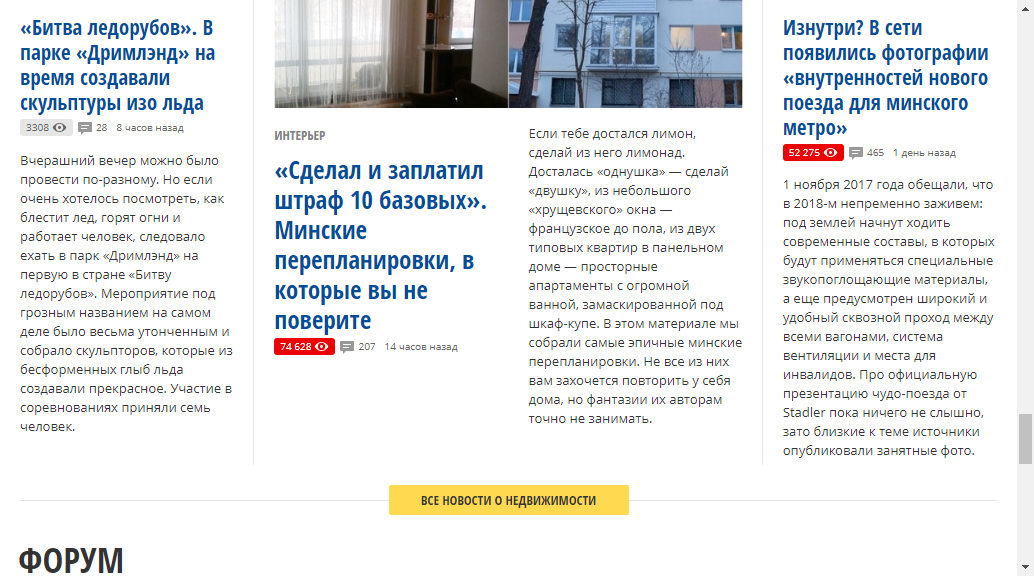 «Битва ледорубов». В
парке «Дримлэнд» на
время создавали
скульптуры изо льда
3308 28 8 часов назад
Вчерашний вечер можно было
провести по-разному. Но если
очень хотелось посмотреть, как
блестит лед, горят огни и
работает человек, следовало
ехать в парк «Дримлэнд» на
первую в стране «Битву
ледорубов». Мероприятие под
грозным названием на самом
деле было весьма утонченным и
собрало скульпторов, которые из
бесформенных глыб льда
создавали прекрасное. Участие в
соревнованиях приняли семь
человек.
ИНТЕРЬЕР
«Сделал и заплатил
штраф 10 базовых».
Минские
перепланировки, в
которые вы не
поверите
74 628 207 14 часов назад
Если тебе достался лимон,
сделай из него лимонад.
Досталась «однушка» — сделай
«двушку», из небольшого
«хрущевского» окна —
французское до пола, из двух
типовых квартир в панельном
доме — просторные
апартаменты с огромной
ванной, замаскированной под
шкаф-купе. В этом материале мы
собрали самые эпичные минские
перепланировки. Не все из них
вам захочется повторить у себя
дома, но фантазии их авторам
точно не занимать.
Изнутри? В сети
появились фотографии
«внутренностей нового
поезда для минского
метро»
52 275 465 1 день назад
1 ноября 2017 года обещали, что
в 2018-м непременно заживем:
под землей начнут ходить
современные составы, в которых
будут применяться специальные
звукопоглощающие материалы,
а еще предусмотрен широкий и
удобный сквозной проход между
всеми вагонами, система
вентиляции и места для
инвалидов. Про официальную
презентацию чудо-поезда от
Stadler пока ничего не слышно,
зато близкие к теме источники
опубликовали занятные фото.
ВСЕ НОВОСТИ О НЕДВИЖИМОСТИ
ФОРУМ